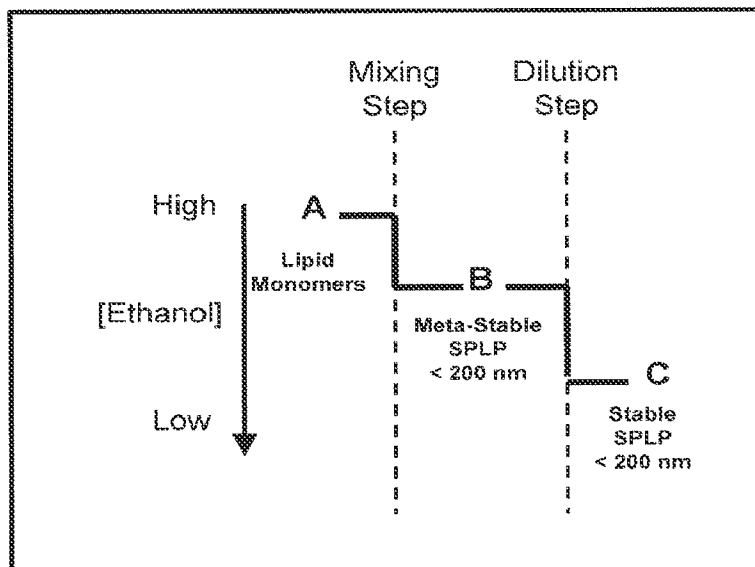 Mixing
Step
Dilution
Step
High
A
Lipid
Monomers
[Ethanol]
B
Meta-Stable
SPLP
< 200 nm
Low
C
Stable
SPLP
< 200 nm